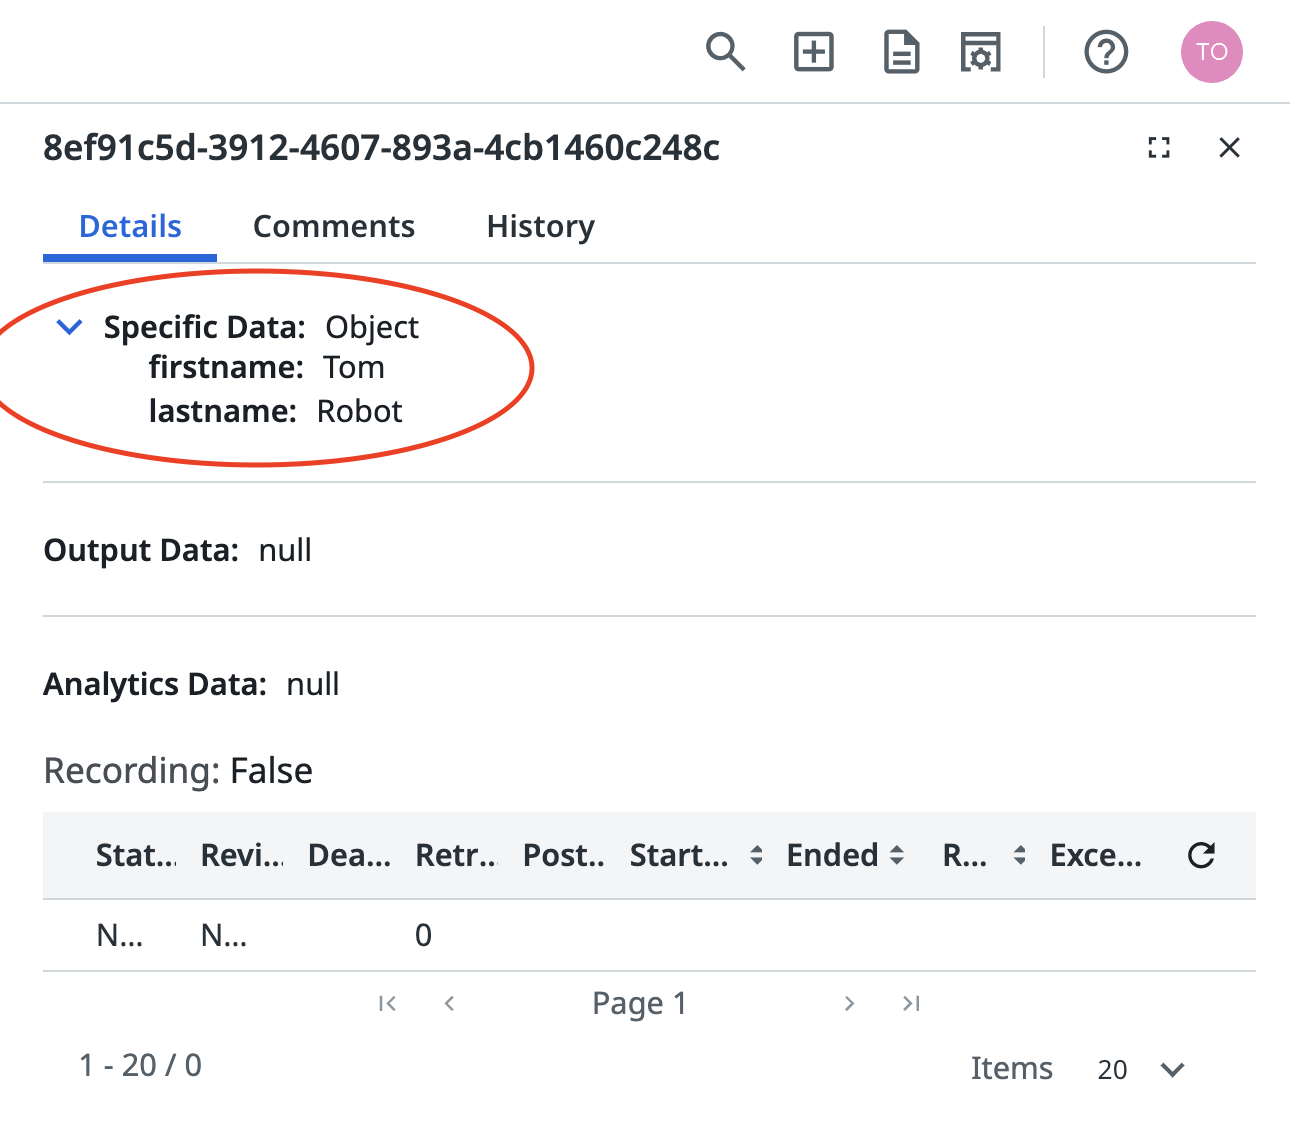 TO
8ef91c5d-3912-4607-893a-4cb1460c248c
Details Comments History
Specific Data: Object
firstname: Tom
lastname: Robot
Output Data: null
Analytics Data: null
Recording: False
Stat... Revi... Dea... Retr... Post... Start... Ended R... Exce...
N... N... 0
Page 1
1 - 20 / 0 Items 20